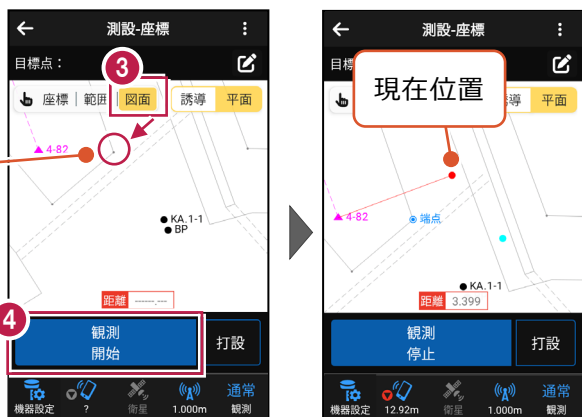 測設-座標
目標点：
3
座標 | 範囲 | 図面
誘導 平面
4-82
KA.1-1
BP
距離 -----.---
4
観測
開始
打設
機器設定 ? 衛星 1.000m 通常
観測
測設-座標
目標
現在位置
導 平面
4-82
端点
KA.1-1
距離 3.399
観測
停止
打設
機器設定 12.92m 衛星 1.000m 通常
観測